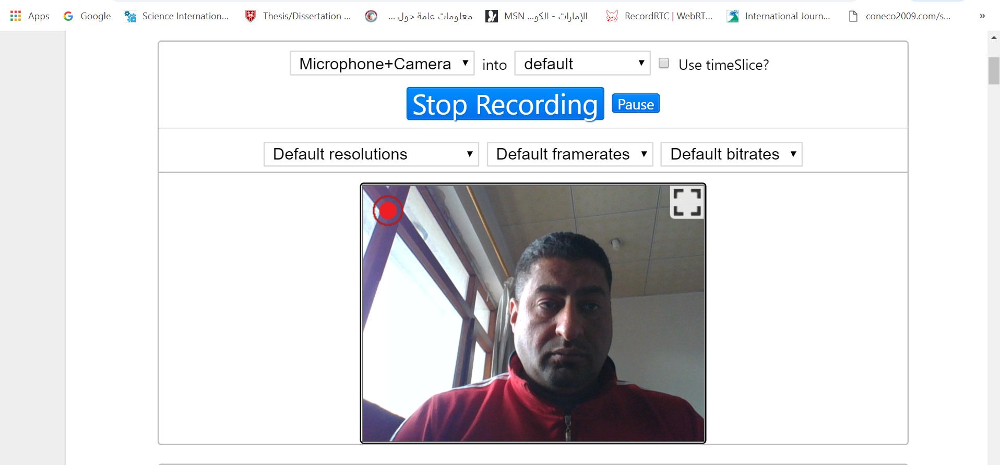 Apps Google Science Internation... Thesis/Dissertation ... معلومات عامة حول ... MSN الإمارات - الكو... RecordRTC | WebRT... International Journ... coneco2009.com/s... »
Microphone+Camera into default Use timeSlice?
Stop Recording Pause
Default resolutions Default framerates Default bitrates